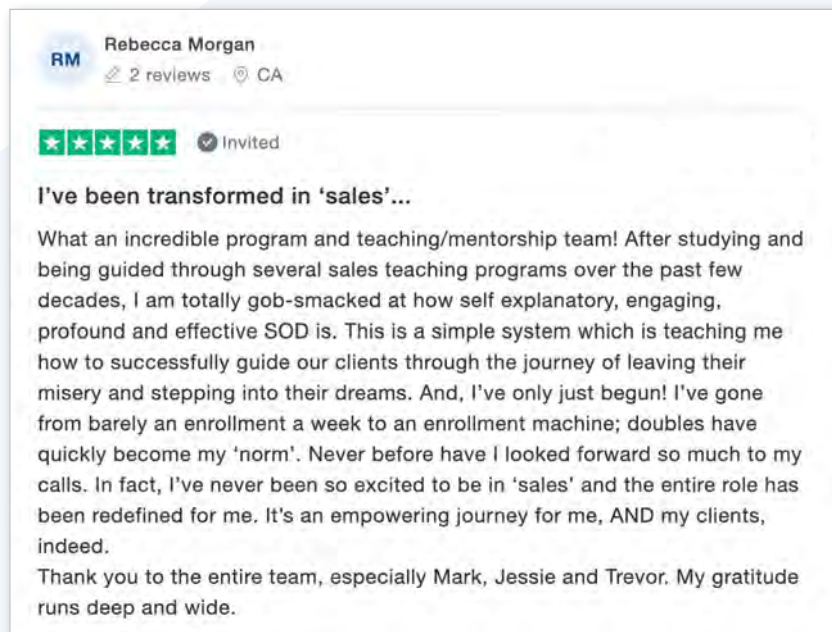 RM
Rebecca Morgan
2 reviews CA
Invited
I've been transformed in 'sales'...
What an incredible program and teaching/mentorship team! After studying and
being guided through several sales teaching programs over the past few
decades, I am totally gob-smacked at how self explanatory, engaging,
profound and effective SOD is. This is a simple system which is teaching me
how to successfully guide our clients through the journey of leaving their
misery and stepping into their dreams. And, I've only just begun! I've gone
from barely an enrollment a week to an enrollment machine; doubles have
quickly become my 'norm'. Never before have I looked forward so much to my
calls. In fact, I've never been so excited to be in 'sales' and the entire role has
been redefined for me. It's an empowering journey for me, AND my clients,
indeed.
Thank you to the entire team, especially Mark, Jessie and Trevor. My gratitude
runs deep and wide.